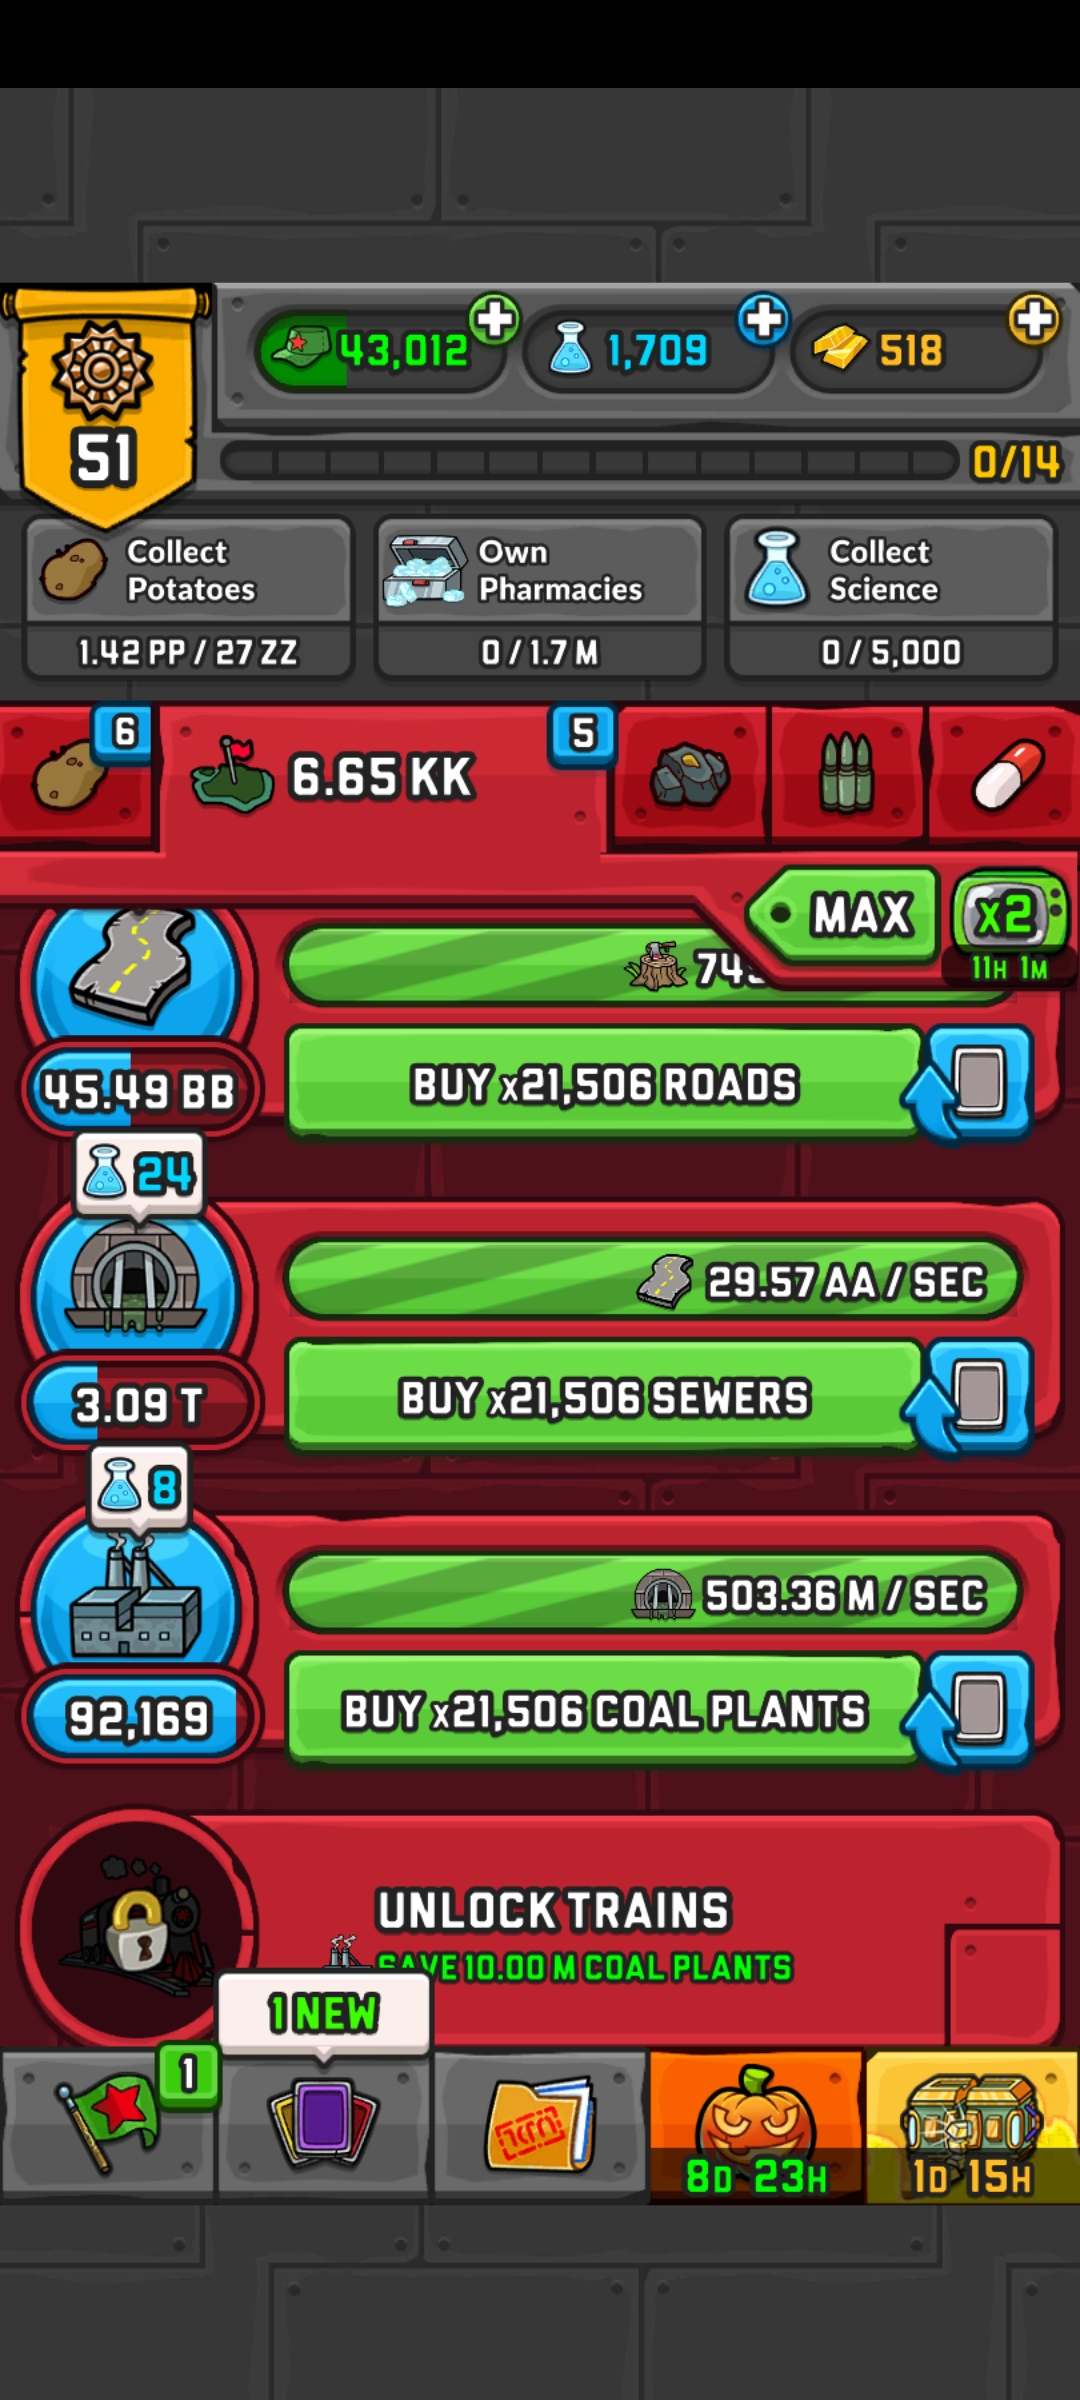 51
43,012
1,709
518
0/14
Collect
Potatoes
1.42 PP / 27 ZZ
Own
Pharmacies
0 / 1.7 M
Collect
Science
0 / 5,000
6
6.65 KK
5
MAX
x2
11H 1M
45.49 BB
BUY x21,506 ROADS
24
29.57 AA / SEC
3.09 T
BUY x21,506 SEWERS
8
503.36 M / SEC
92,169
BUY x21,506 COAL PLANTS
UNLOCK TRAINS
SAVE 10.00 M COAL PLANTS
1 NEW
1
8D 23H
1D 15H